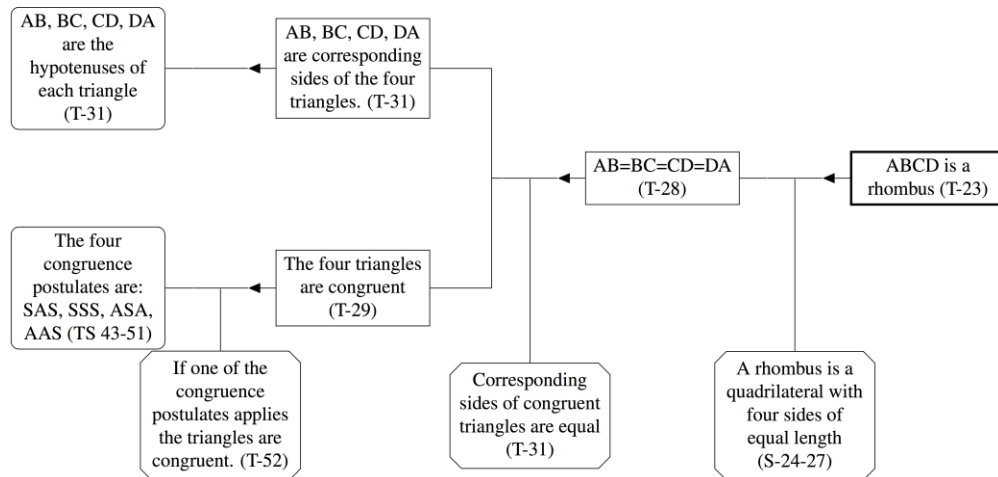 AB, BC, CD, DA
are the
hypotenuses of
each triangle
(T-31)
AB, BC, CD, DA
are corresponding
sides of the four
triangles. (T-31)
AB=BC=CD=DA
(T-28)
ABCD is a
rhombus (T-23)
The four
congruence
postulates are:
SAS, SSS, ASA,
AAS (TS 43-51)
The four triangles
are congruent
(T-29)
If one of the
congruence
postulates applies
the triangles are
congruent. (T-52)
Corresponding
sides of congruent
triangles are equal
(T-31)
A rhombus is a
quadrilateral with
four sides of
equal length
(S-24-27)